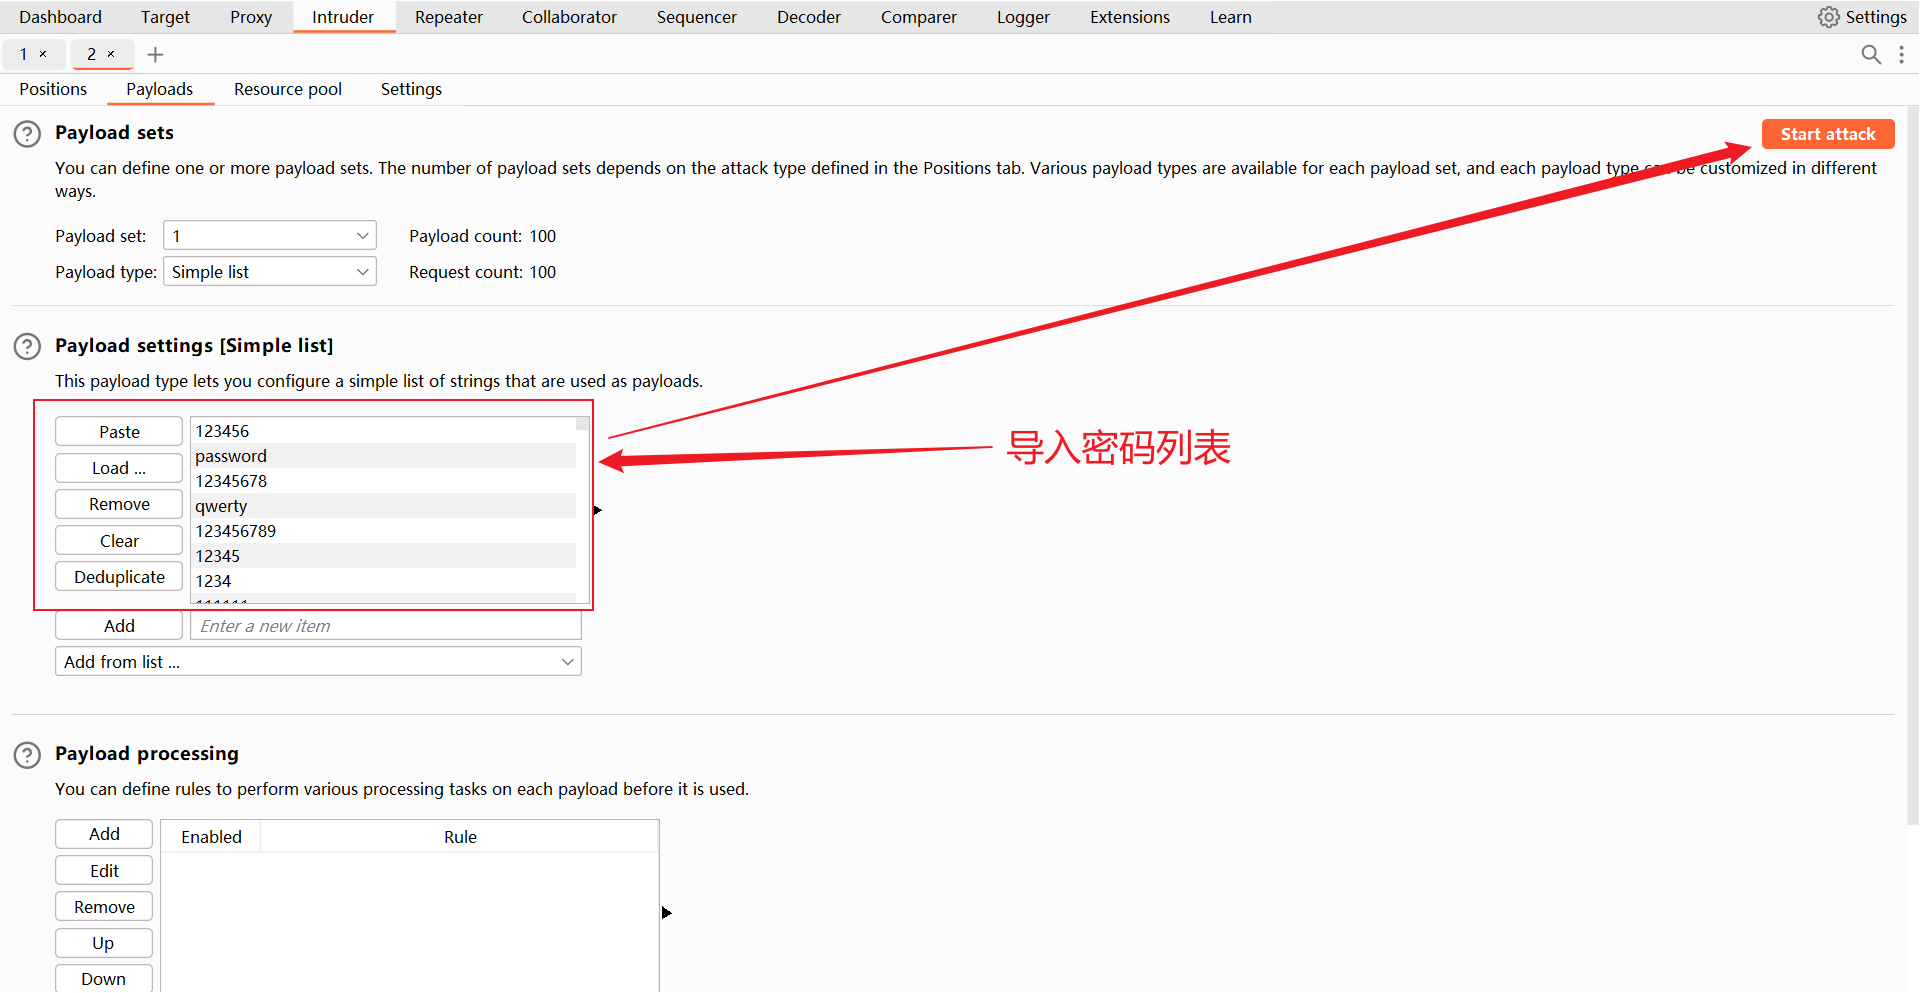 Dashboard Target Proxy Intruder Repeater Collaborator Sequencer Decoder Comparer Logger Extensions Learn Settings
1 × 2 × +
Positions Payloads Resource pool Settings
? Payload sets
Start attack
You can define one or more payload sets. The number of payload sets depends on the attack type defined in the Positions tab. Various payload types are available for each payload set, and each payload type can be customized in different
ways.
Payload set: 1 Payload count: 100
Payload type: Simple list Request count: 100
? Payload settings [Simple list]
This payload type lets you configure a simple list of strings that are used as payloads.
Paste
Load ...
Remove
Clear
Deduplicate
123456
password
12345678
qwerty
123456789
12345
1234
111111
导入密码列表
Add Enter a new item
Add from list ...
? Payload processing
You can define rules to perform various processing tasks on each payload before it is used.
Add
Edit
Remove
Up
Down
Enabled Rule